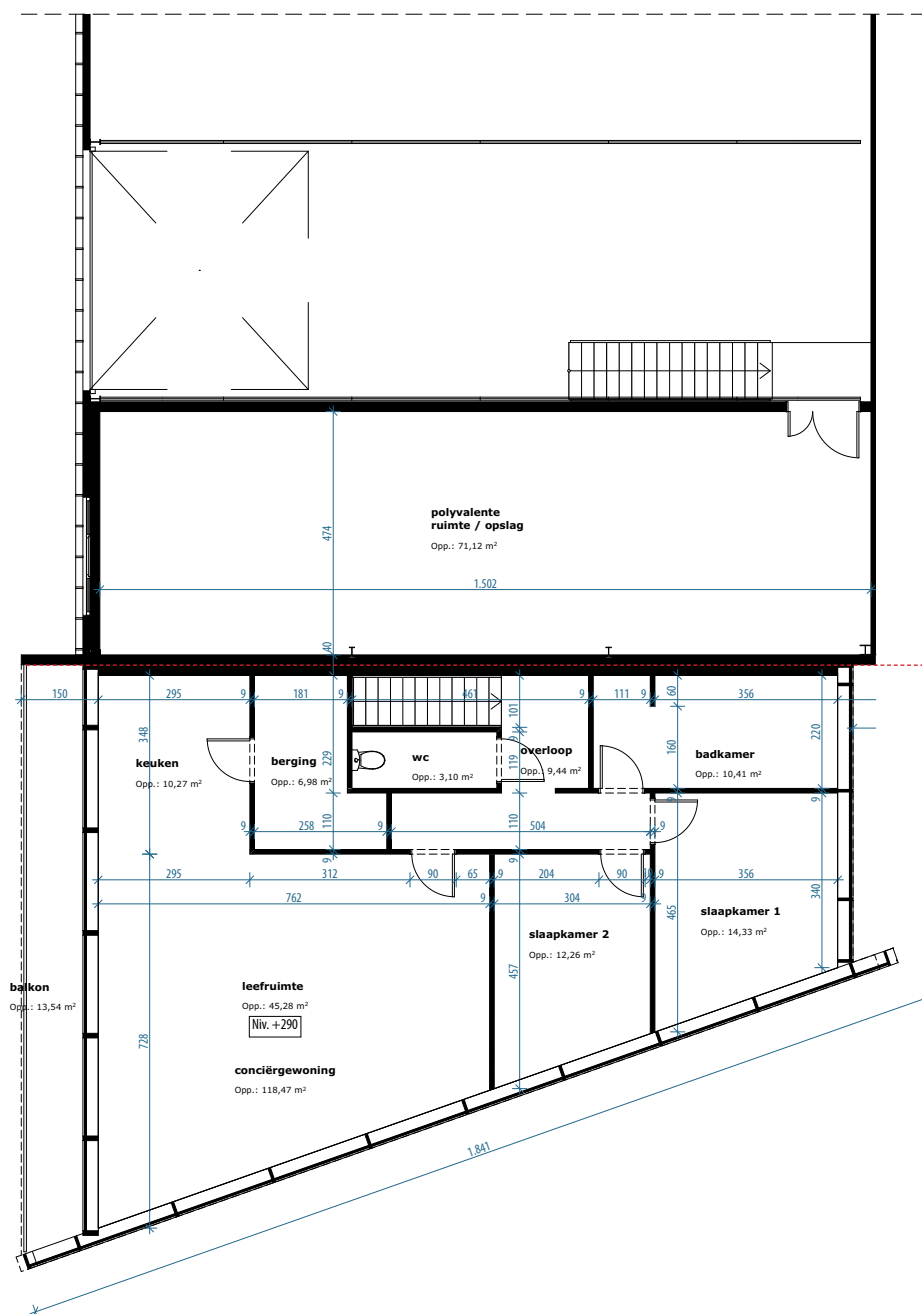 polyvalente
ruimte / opslag
Opp.: 71,12 m²
474
1.502
40
150
295
9
181
9
461
9
111
9
60
356
101
220
348
keuken
Opp.: 10,27 m²
berging
Opp.: 6,98 m²
229
wc
Opp.: 3,10 m²
9
119
overloop
Opp.: 9,44 m²
160
badkamer
Opp.: 10,41 m²
9
9
110
110
9
258
9
504
9
9
9
295
312
90
65
9
204
90
9
356
340
762
9
304
9
465
slaapkamer 1
Opp.: 14,33 m²
slaapkamer 2
Opp.: 12,26 m²
457
balkon
Opp.: 13,54 m²
leefruimte
Opp.: 45,28 m²
Niv. +290
728
conciërgewoning
Opp.: 118,47 m²
1.841